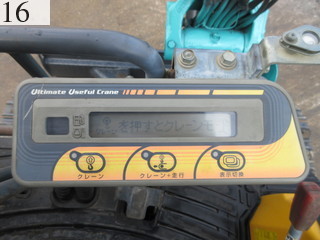 16
Ultimate Useful Crane
を押すとクレーンモ
クレーン
クレーン+走行
表示切換